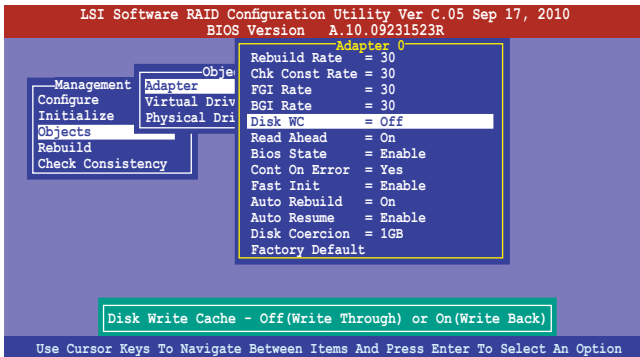 LSI Software RAID Configuration Utility Ver C.05 Sep 17, 2010
BIOS Version A.10.09231523R
Management
Configure
Initialize
Objects
Rebuild
Check Consistency
Obje
Adapter
Virtual Driv
Physical Dri
Adapter 0
Rebuild Rate = 30
Chk Const Rate = 30
FGI Rate = 30
BGI Rate = 30
Disk WC = Off
Read Ahead = On
Bios State = Enable
Cont On Error = Yes
Fast Init = Enable
Auto Rebuild = On
Auto Resume = Enable
Disk Coercion = 1GB
Factory Default
Disk Write Cache - Off(Write Through) or On(Write Back)
Use Cursor Keys To Navigate Between Items And Press Enter To Select An Option